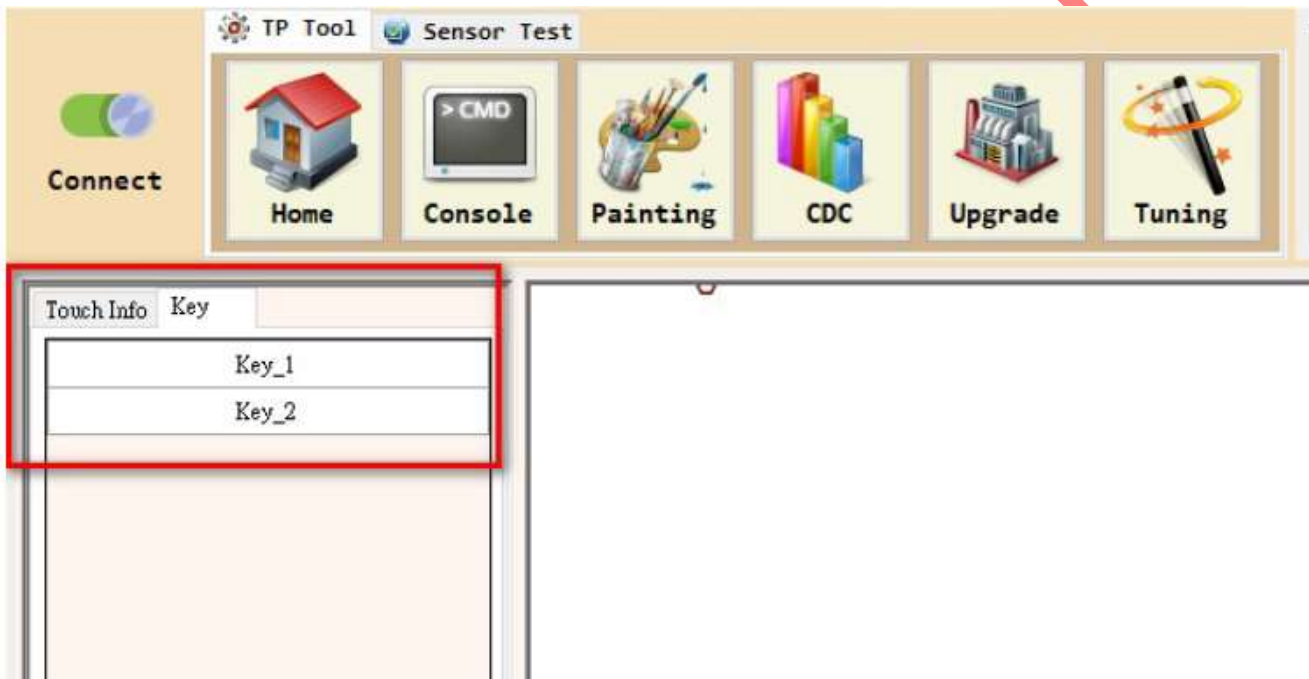 TP Tool Sensor Test
> CMD
Connect
Home Console Painting CDC Upgrade Tuning
Touch Info Key
Key_1
Key_2